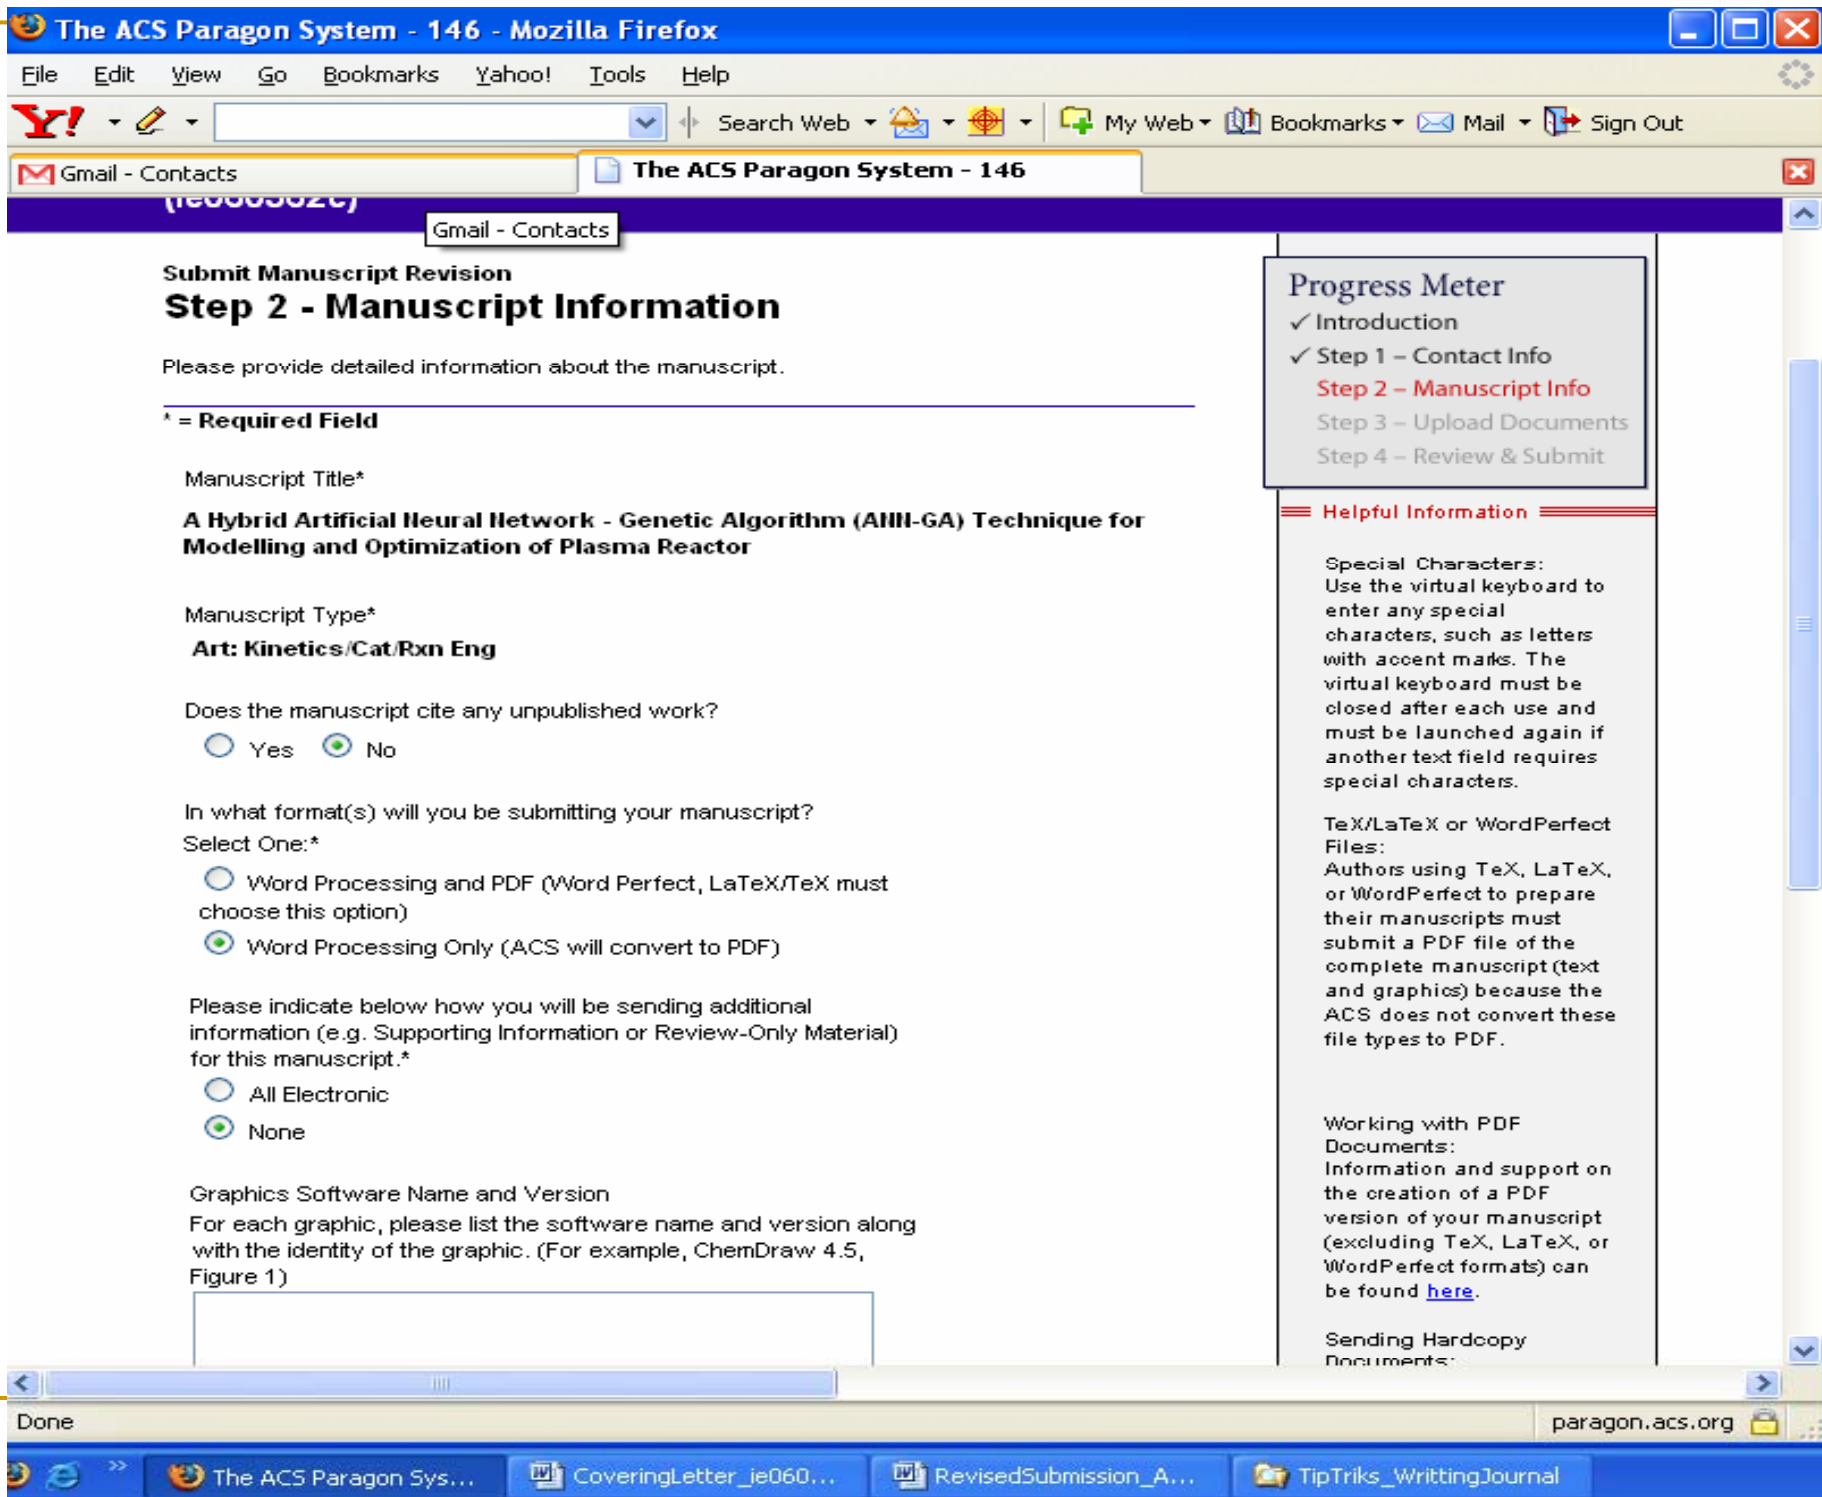 The ACS Paragon System - 146 - Mozilla Firefox
File Edit View Go Bookmarks Yahoo! Tools Help
Y! Search Web My Web Bookmarks Mail Sign Out
Gmail - Contacts The ACS Paragon System - 146
Gmail - Contacts
Submit Manuscript Revision
Step 2 - Manuscript Information
Please provide detailed information about the manuscript.
* = Required Field
Manuscript Title*
A Hybrid Artificial Neural Network - Genetic Algorithm (ANN-GA) Technique for
Modelling and Optimization of Plasma Reactor
Manuscript Type*
Art: Kinetics/Cat/Rxn Eng
Does the manuscript cite any unpublished work?
Yes No
In what format(s) will you be submitting your manuscript?
Select One:*
Word Processing and PDF (Word Perfect, LaTeX/TeX must
choose this option)
Word Processing Only (ACS will convert to PDF)
Please indicate below how you will be sending additional
information (e.g. Supporting Information or Review-Only Material)
for this manuscript.*
All Electronic
None
Graphics Software Name and Version
For each graphic, please list the software name and version along
with the identity of the graphic. (For example, ChemDraw 4.5,
Figure 1)
Progress Meter
✓ Introduction
✓ Step 1 – Contact Info
Step 2 – Manuscript Info
Step 3 – Upload Documents
Step 4 – Review & Submit
Helpful Information
Special Characters:
Use the virtual keyboard to
enter any special
characters, such as letters
with accent marks. The
virtual keyboard must be
closed after each use and
must be launched again if
another text field requires
special characters.
TeX/LaTeX or WordPerfect
Files:
Authors using TeX, LaTeX,
or WordPerfect to prepare
their manuscripts must
submit a PDF file of the
complete manuscript (text
and graphics) because the
ACS does not convert these
file types to PDF.
Working with PDF
Documents:
Information and support on
the creation of a PDF
version of your manuscript
(excluding TeX, LaTeX, or
WordPerfect formats) can
be found here.
Sending Hardcopy
Documents:
Done paragon.acs.org
The ACS Paragon Sys... CoveringLetter_ie060... RevisedSubmission_A... TipTriks_WrittingJournal